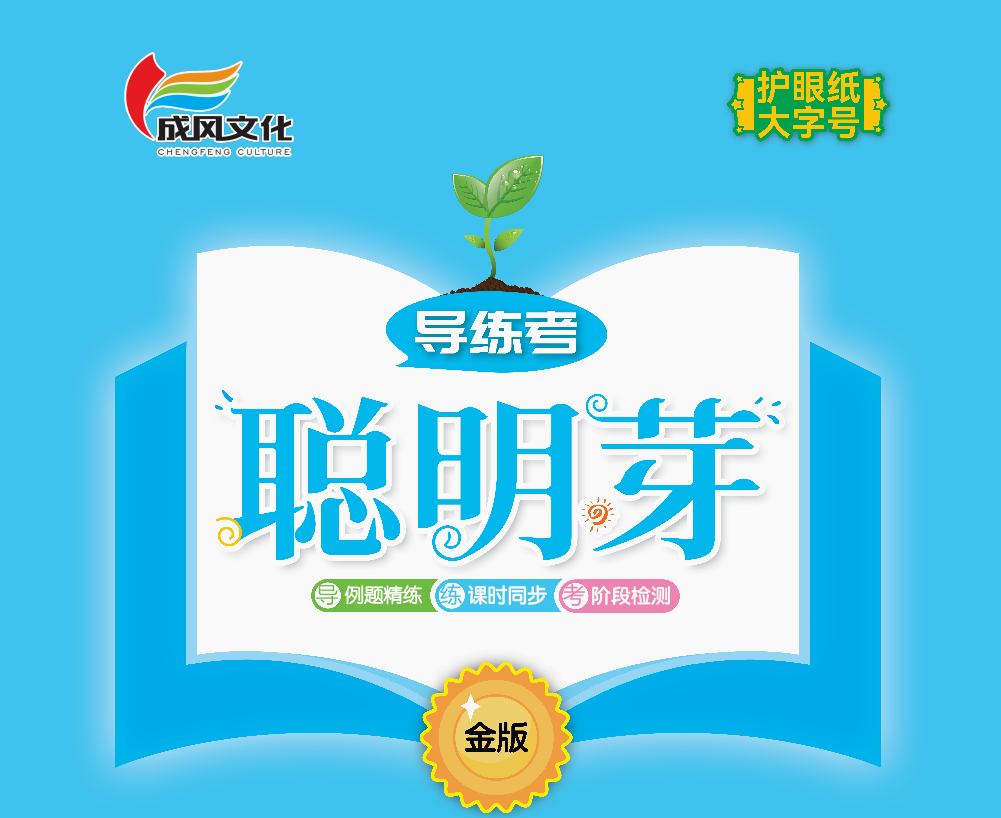 成风文化
CHENGFENG CULTURE
护眼纸
大字号
导练考
聪明芽
导 例题精练 练 课时同步 考 阶段检测
金版